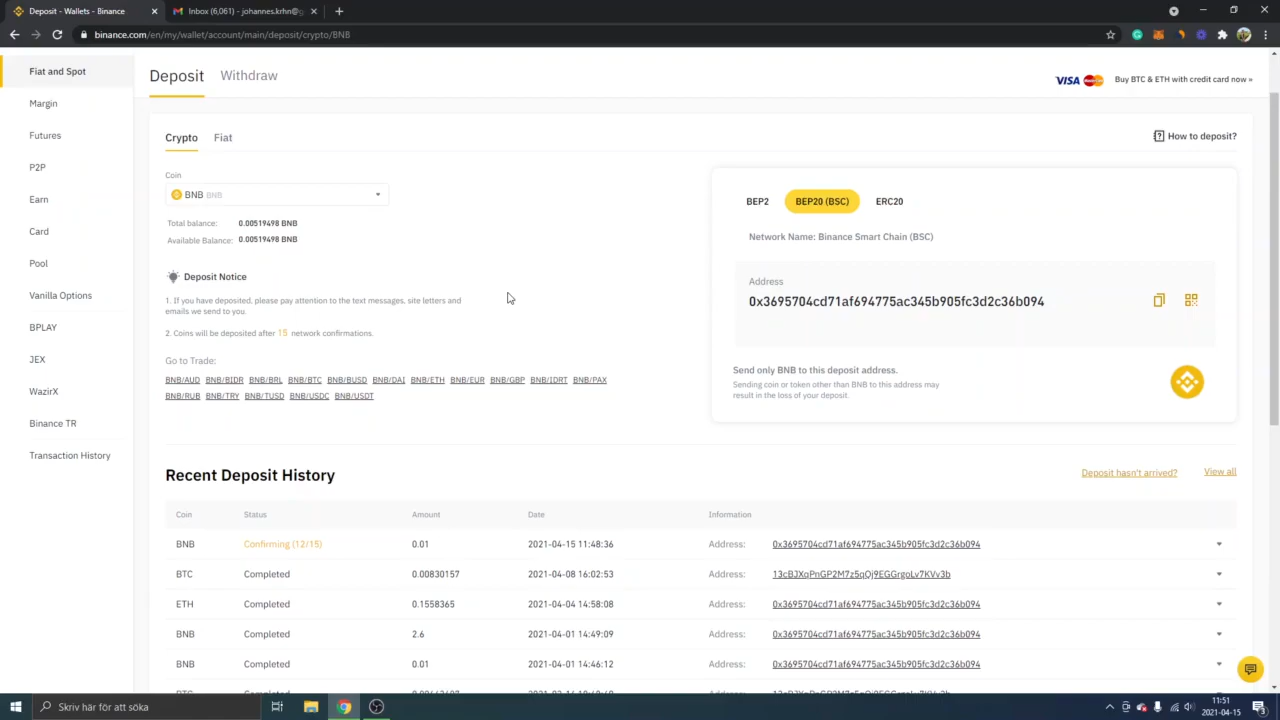 Deposit - Wallets - Binance.com
Inbox (6,061) - johannes.krhn@
binance.com/en/my/wallet/account/main/deposit/crypto/BNB
Fiat and Spot
Margin
Futures
P2P
Earn
Card
Pool
Vanilla Options
BPLAY
JEX
WazirX
Binance TR
Transaction History
Deposit Withdraw
VISA Buy BTC & ETH with credit card now »
Crypto Fiat
How to deposit?
Coin
BNB BNB
Total balance: 0.00519498 BNB
Available Balance: 0.00519498 BNB
Deposit Notice
1. If you have deposited, please pay attention to the text messages, site letters and
emails we send to you.
2. Coins will be deposited after 15 network confirmations.
Go to Trade:
BNB/AUD BNB/BIDR BNB/BRL BNB/BTC BNB/BUSD BNB/DAI BNB/ETH BNB/EUR BNB/GBP BNB/IDRT BNB/PAX
BNB/RUB BNB/TRY BNB/TUSD BNB/USDC BNB/USDT
BEP2 BEP20 (BSC) ERC20
Network Name: Binance Smart Chain (BSC)
Address
0x3695704cd71af694775ac345b905fc3d2c36b094
Send only BNB to this deposit address.
Sending coin or token other than BNB to this address may
result in the loss of your deposit.
Recent Deposit History
Deposit hasn't arrived? View all
Coin Status Amount Date Information
BNB Confirming (12/15) 0.01 2021-04-15 11:48:36 Address: 0x3695704cd71af694775ac345b905fc3d2c36b094
BTC Completed 0.00830157 2021-04-08 16:02:53 Address: 13cBJXqPnGP2M7z5qQj9EGGrgoLv7KVv3b
ETH Completed 0.1558365 2021-04-04 14:58:08 Address: 0x3695704cd71af694775ac345b905fc3d2c36b094
BNB Completed 2.6 2021-04-01 14:49:09 Address: 0x3695704cd71af694775ac345b905fc3d2c36b094
BNB Completed 0.01 2021-04-01 14:46:12 Address: 0x3695704cd71af694775ac345b905fc3d2c36b094
Skriv här för att söka
11:51
2021-04-15